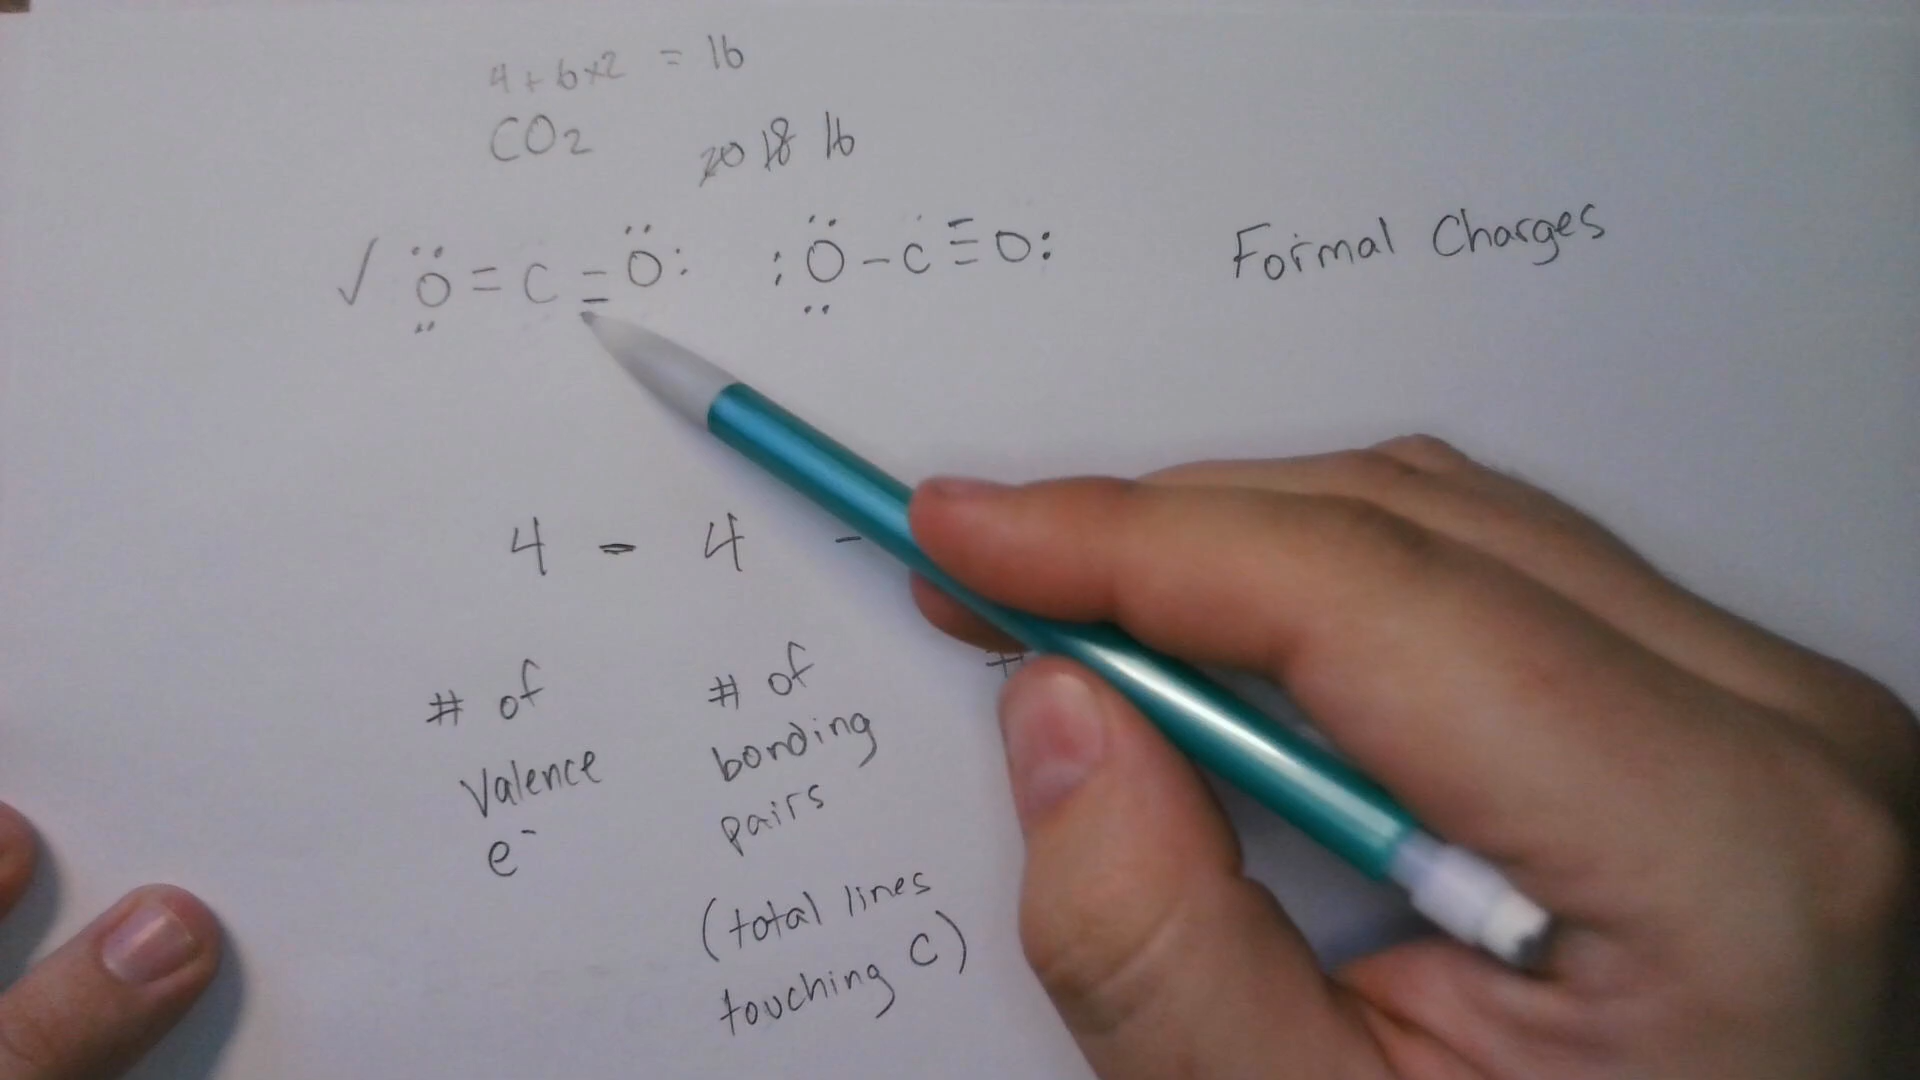 4 + 6x2 = 16
CO2 20 18 16
✓ Ö = C = Ö: :Ö - C ≡ O: Formal Charges
4 - 4 -
# of # of #
Valence bonding
e⁻ pairs
(total lines
touching C)